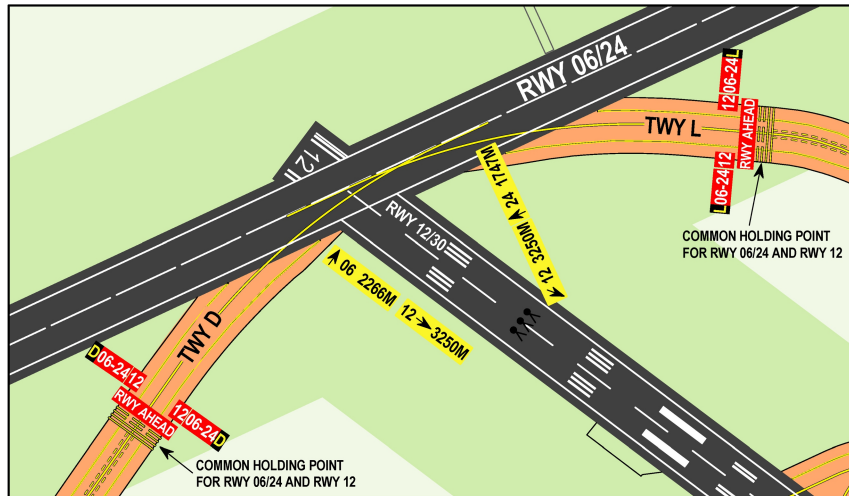 RWY 06/24
12 06-24 L
RWY AHEAD
L 06-24 12
TWY L
COMMON HOLDING POINT
FOR RWY 06/24 AND RWY 12
12
RWY 12/30
24 1747M
12 3250M
06 2266M 12 3250M
TWY D
D 06-24 12
RWY AHEAD
12 06-24 D
COMMON HOLDING POINT
FOR RWY 06/24 AND RWY 12